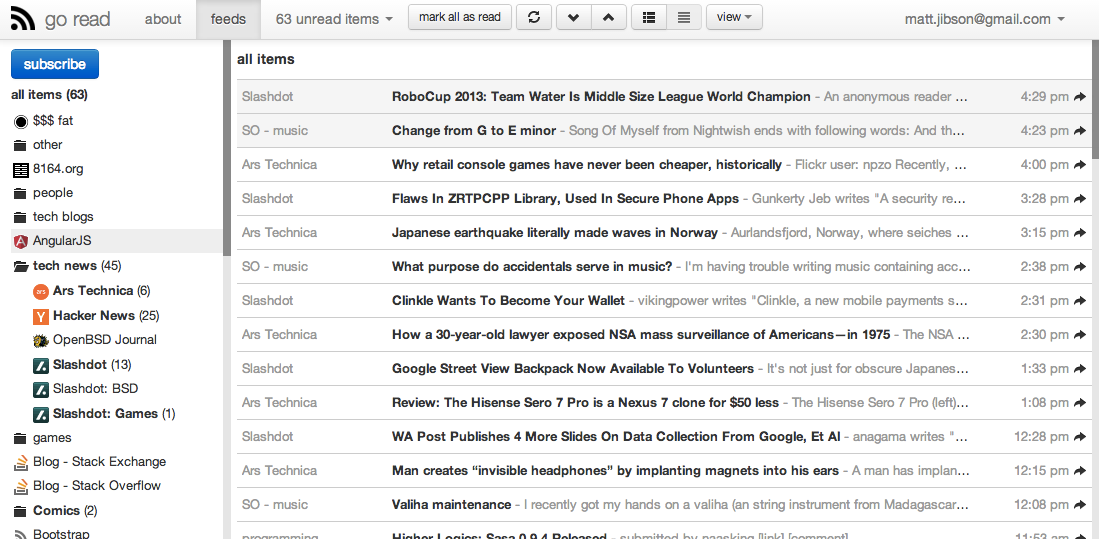 go read about feeds 63 unread items mark all as read view matt.jibson@gmail.com
subscribe
all items (63)
$$$ fat
other
8164.org
people
tech blogs
AngularJS
tech news (45)
Ars Technica (6)
Hacker News (25)
OpenBSD Journal
Slashdot (13)
Slashdot: BSD
Slashdot: Games (1)
games
Blog - Stack Exchange
Blog - Stack Overflow
Comics (2)
Bootstrap
all items
Slashdot RoboCup 2013: Team Water Is Middle Size League World Champion - An anonymous reader ... 4:29 pm
SO - music Change from G to E minor - Song Of Myself from Nightwish ends with following words: And th... 4:23 pm
Ars Technica Why retail console games have never been cheaper, historically - Flickr user: npzo Recently, ... 4:00 pm
Slashdot Flaws In ZRTPCPP Library, Used In Secure Phone Apps - Gunkerty Jeb writes "A security re... 3:28 pm
Ars Technica Japanese earthquake literally made waves in Norway - Aurlandsfjord, Norway, where seiches ... 3:15 pm
SO - music What purpose do accidentals serve in music? - I'm having trouble writing music containing acc... 2:38 pm
Slashdot Clinkle Wants To Become Your Wallet - vikingpower writes "Clinkle, a new mobile payments s... 2:31 pm
Ars Technica How a 30-year-old lawyer exposed NSA mass surveillance of Americans—in 1975 - The NSA ... 2:30 pm
Slashdot Google Street View Backpack Now Available To Volunteers - It's not just for obscure Japanes... 1:33 pm
Ars Technica Review: The Hisense Sero 7 Pro is a Nexus 7 clone for $50 less - The Hisense Sero 7 Pro (left)... 1:08 pm
Slashdot WA Post Publishes 4 More Slides On Data Collection From Google, Et Al - anagama writes "... 12:28 pm
Ars Technica Man creates “invisible headphones” by implanting magnets into his ears - A man has implan... 12:15 pm
SO - music Valiha maintenance - I recently got my hands on a valiha (an string instrument from Madagascar... 12:08 pm
programming Higher Logics: Sasa 0.9.4 Released - submitted by naasking [link] [comment] 11:53 am